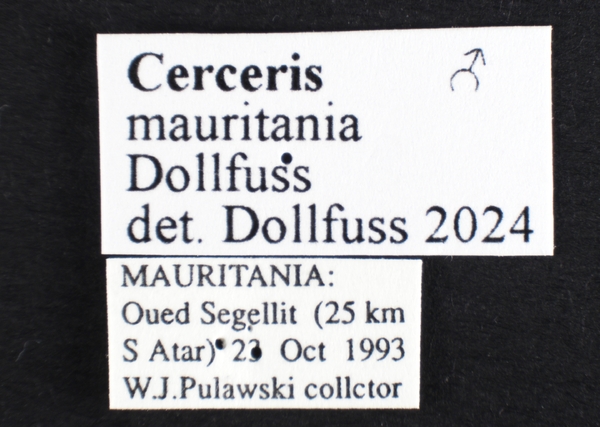 Cerceris ♂
mauritania
Dollfuss
det. Dollfuss 2024
MAURITANIA:
Oued Segellit (25 km
S Atar) 23 Oct 1993
W.J.Pulawski collctor